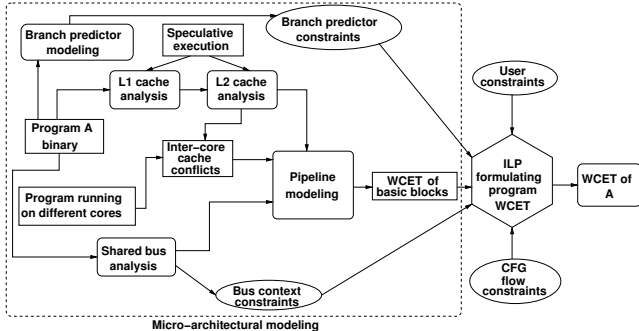 Branch predictor
modeling
Speculative
execution
Branch predictor
constraints
L1 cache
analysis
L2 cache
analysis
User
constraints
Program A
binary
Inter-core
cache
conflicts
Program running
on different cores
Pipeline
modeling
WCET of
basic blocks
ILP
formulating
program
WCET
WCET of
A
Shared bus
analysis
Bus context
constraints
CFG
flow
constraints
Micro-architectural modeling